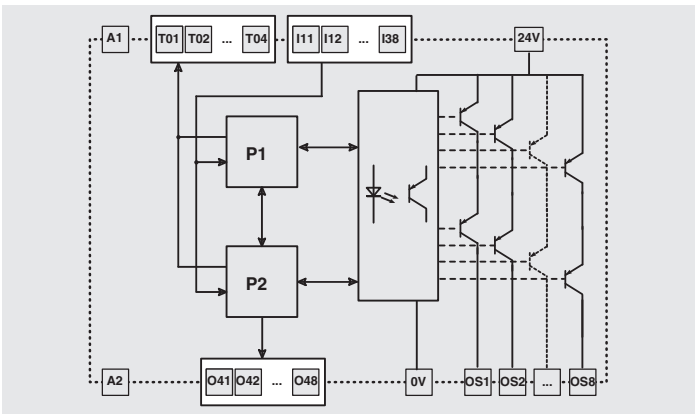 A1 T01 T02 ... T04 I11 I12 ... I38 24V
P1
P2
A2 O41 O42 ... O48 0V OS1 OS2 ... OS8